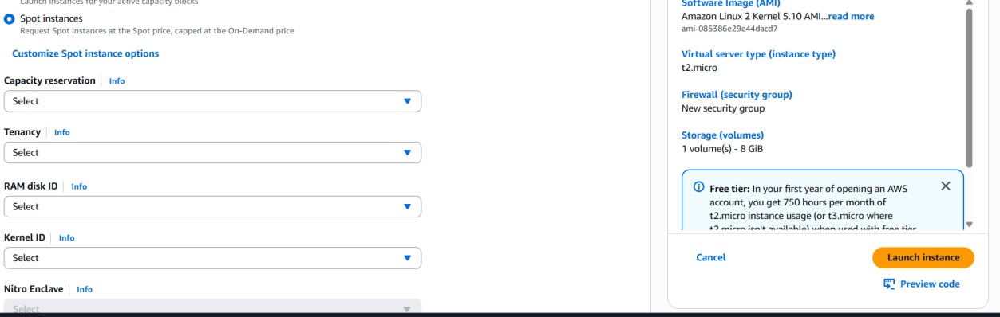 Launch instances for your active capacity blocks
Spot instances
Request Spot Instances at the Spot price, capped at the On-Demand price
Customize Spot instance options
Capacity reservation Info
Select
Tenancy Info
Select
RAM disk ID Info
Select
Kernel ID Info
Select
Nitro Enclave Info
Select
Software Image (AMI)
Amazon Linux 2 Kernel 5.10 AMI...read more
ami-085386e29e44dacd7
Virtual server type (instance type)
t2.micro
Firewall (security group)
New security group
Storage (volumes)
1 volume(s) - 8 GiB
Free tier: In your first year of opening an AWS
account, you get 750 hours per month of
t2.micro instance usage (or t3.micro where
t2.micro isn't available) when used with free tier
Cancel
Launch instance
Preview code